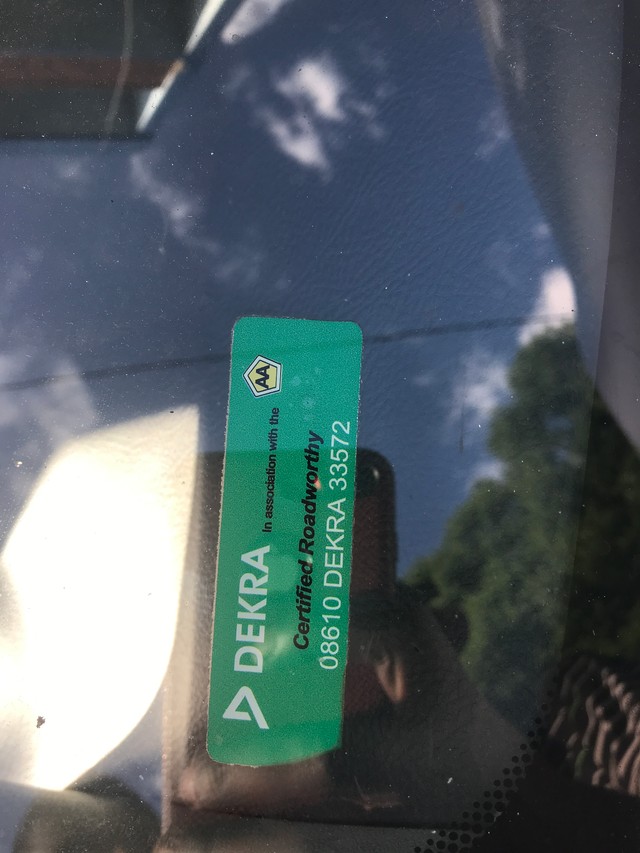 DEKRA In association with the AA
Certified Roadworthy
08610 DEKRA 33572